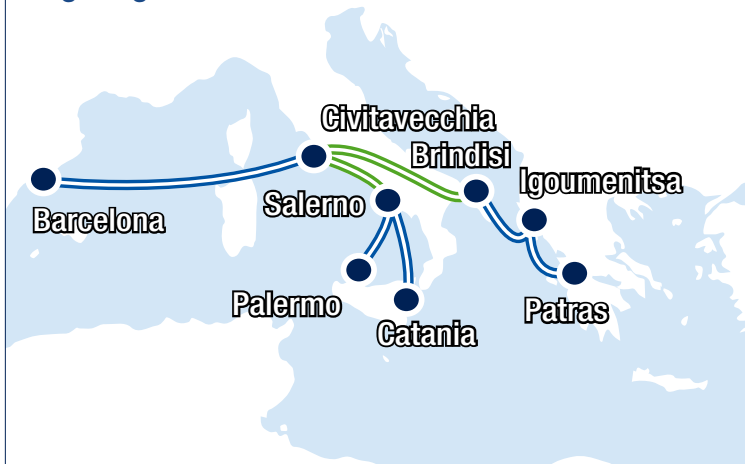 Civitavecchia
Brindisi
Igoumenitsa
Salerno
Barcelona
Palermo
Patras
Catania